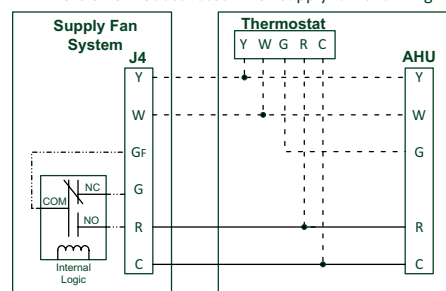 Supply Fan
System
J4
Y
W
GF
G
R
C
NC
COM
NO
Internal
Logic
Thermostat
Y W G R C
AHU
Y
W
G
R
C